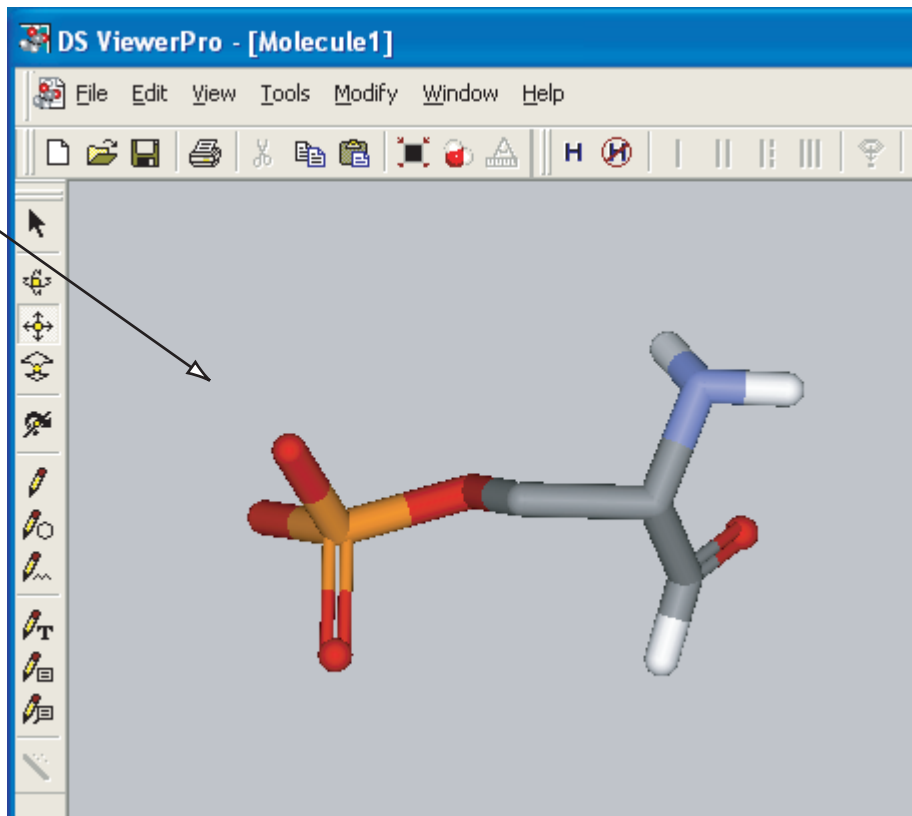 DS ViewerPro - [Molecule1]
File Edit View Tools Modify Window Help
H H
T